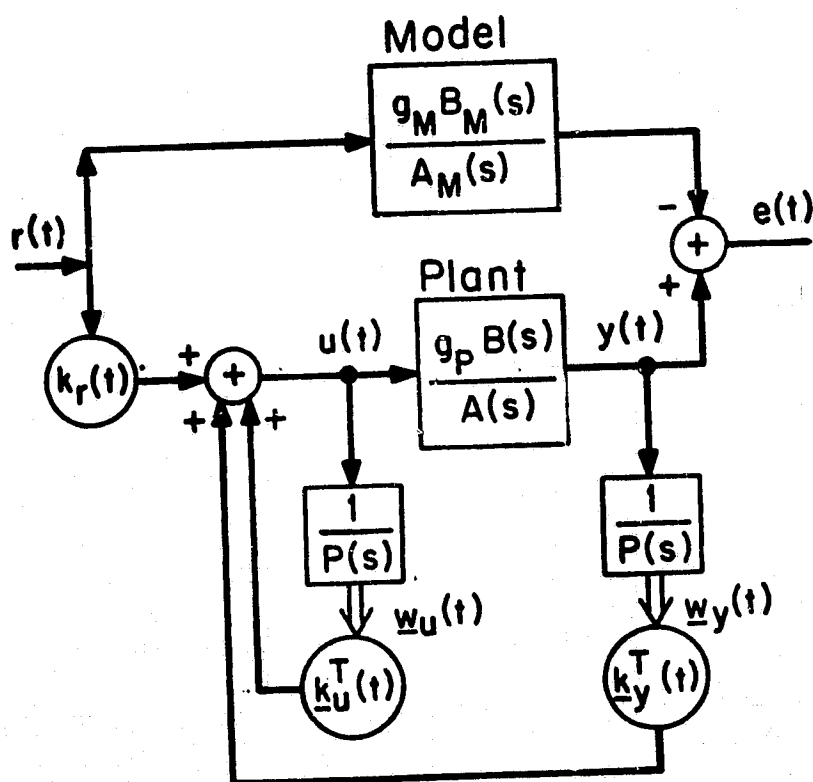 Model
g_M B_M(s)
A_M(s)
r(t)
-
+
e(t)
+
Plant
k_r(t)
+
+
u(t)
g_P B(s)
A(s)
y(t)
+
+
1
P(s)
1
P(s)
w_u(t)
w_y(t)
k_u^T(t)
k_y^T(t)